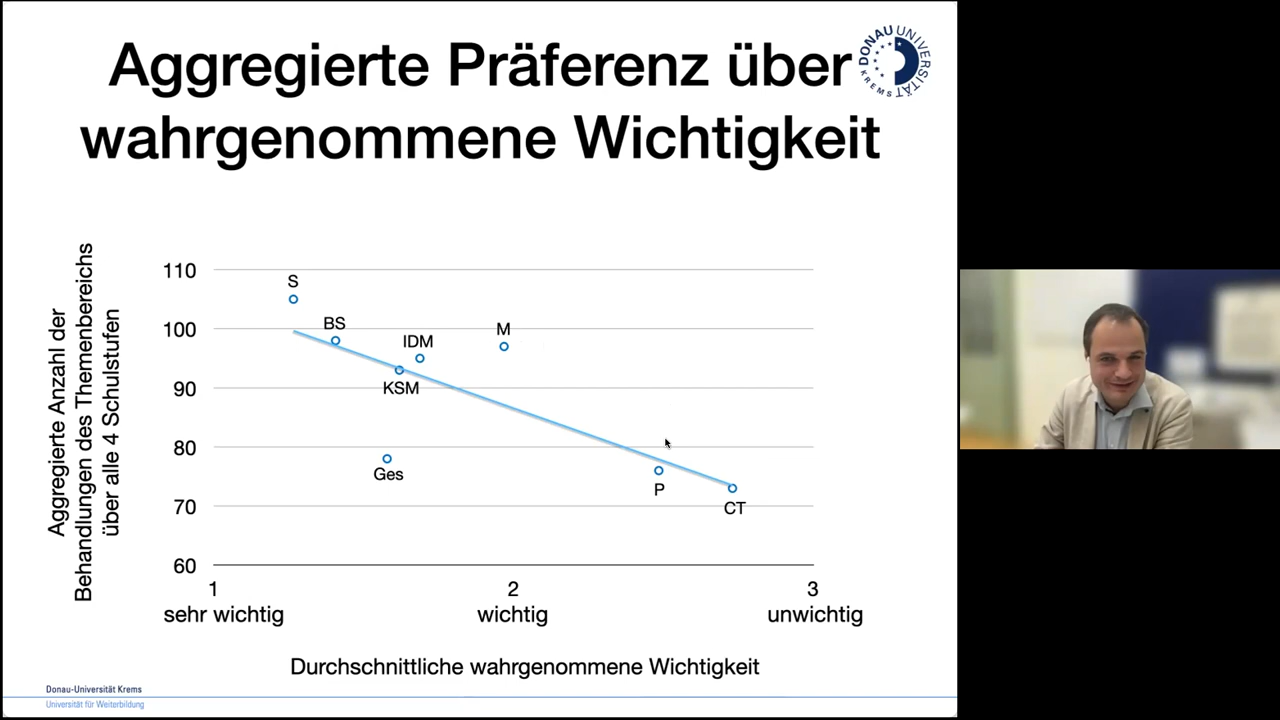 Aggregierte Präferenz über
wahrgenommene Wichtigkeit
DONAU UNIVERSITÄT KREMS
Aggregierte Anzahl der
Behandlungen des Themenbereichs
über alle 4 Schulstufen
110
100
90
80
70
60
S
BS
IDM
M
KSM
Ges
P
CT
1 2 3
sehr wichtig wichtig unwichtig
Durchschnittliche wahrgenommene Wichtigkeit
Donau-Universität Krems
Universität für Weiterbildung